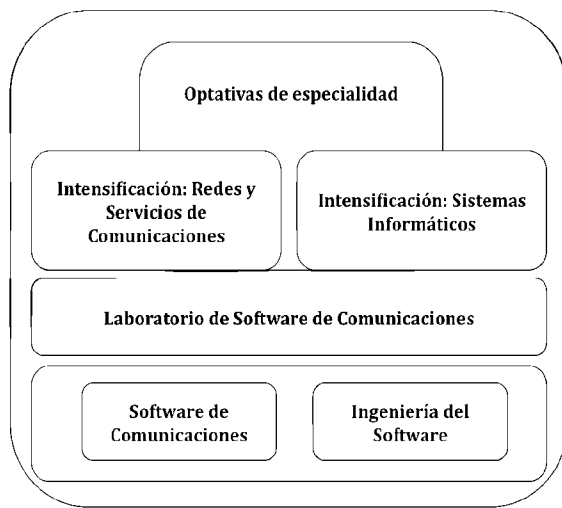 Optativas de especialidad
Intensificación: Redes y
Servicios de
Comunicaciones
Intensificación: Sistemas
Informáticos
Laboratorio de Software de Comunicaciones
Software de
Comunicaciones
Ingeniería del
Software